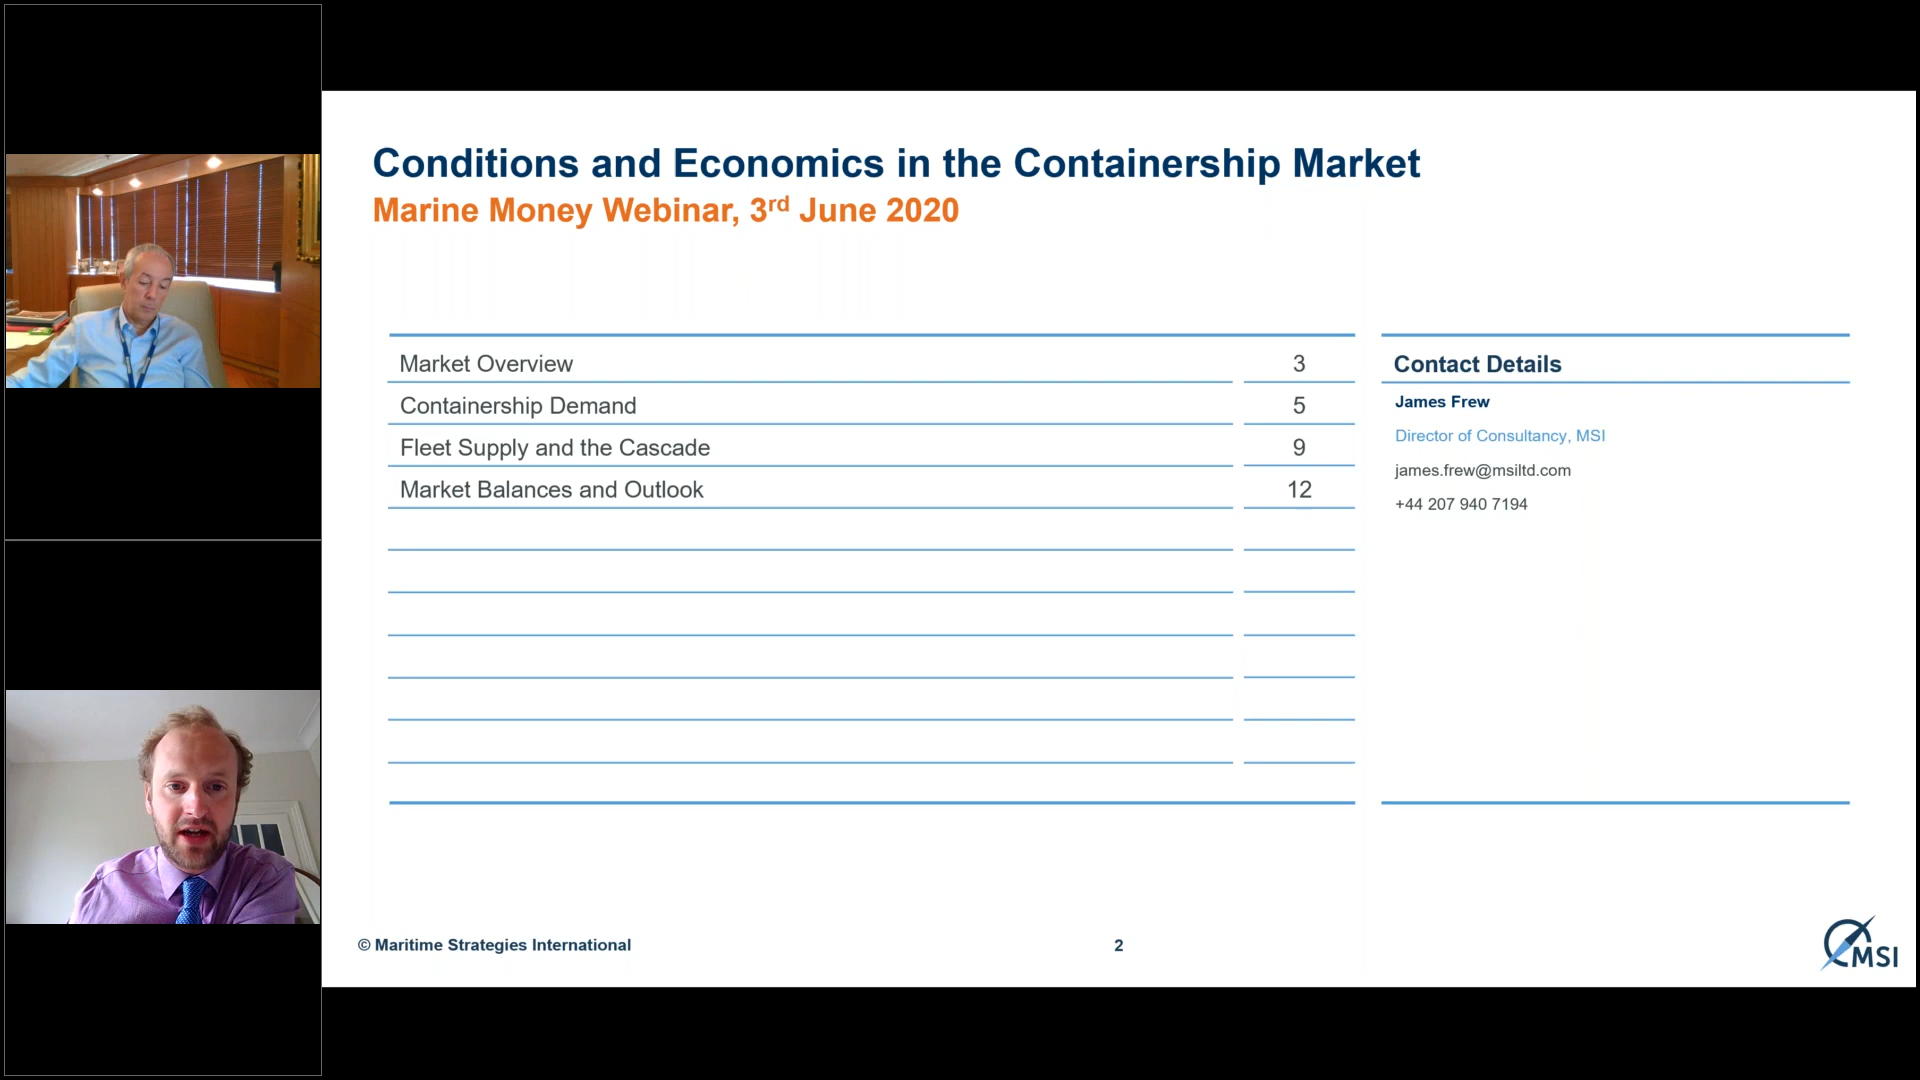 Conditions and Economics in the Containership Market
Marine Money Webinar, 3rd June 2020
Market Overview 3
Containership Demand 5
Fleet Supply and the Cascade 9
Market Balances and Outlook 12
Contact Details
James Frew
Director of Consultancy, MSI
james.frew@msiltd.com
+44 207 940 7194
© Maritime Strategies International
2
MSI